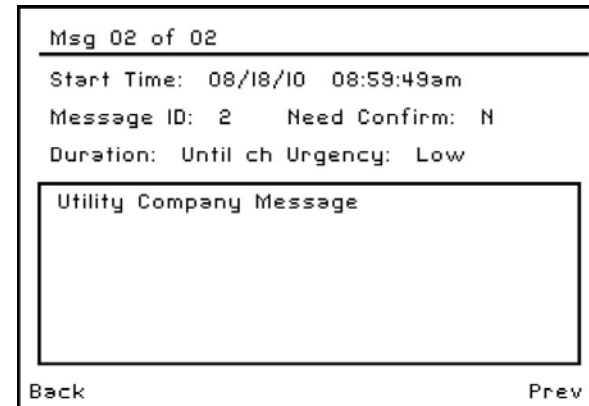 Msg 02 of 02
Start Time: 08/18/10 08:59:49am
Message ID: 2 Need Confirm: N
Duration: Until ch Urgency: Low
Utility Company Message
Back Prev